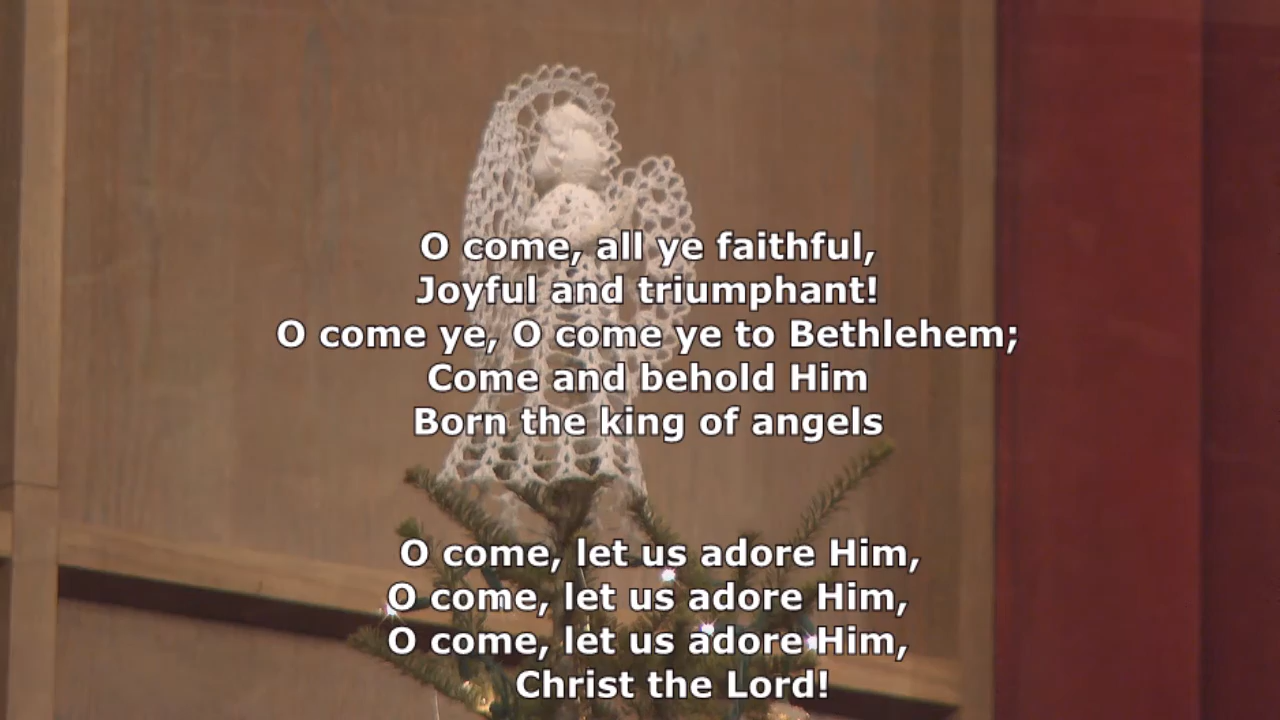 O come, all ye faithful,
Joyful and triumphant!
O come ye, O come ye to Bethlehem;
Come and behold Him
Born the king of angels
O come, let us adore Him,
O come, let us adore Him,
O come, let us adore Him,
Christ the Lord!